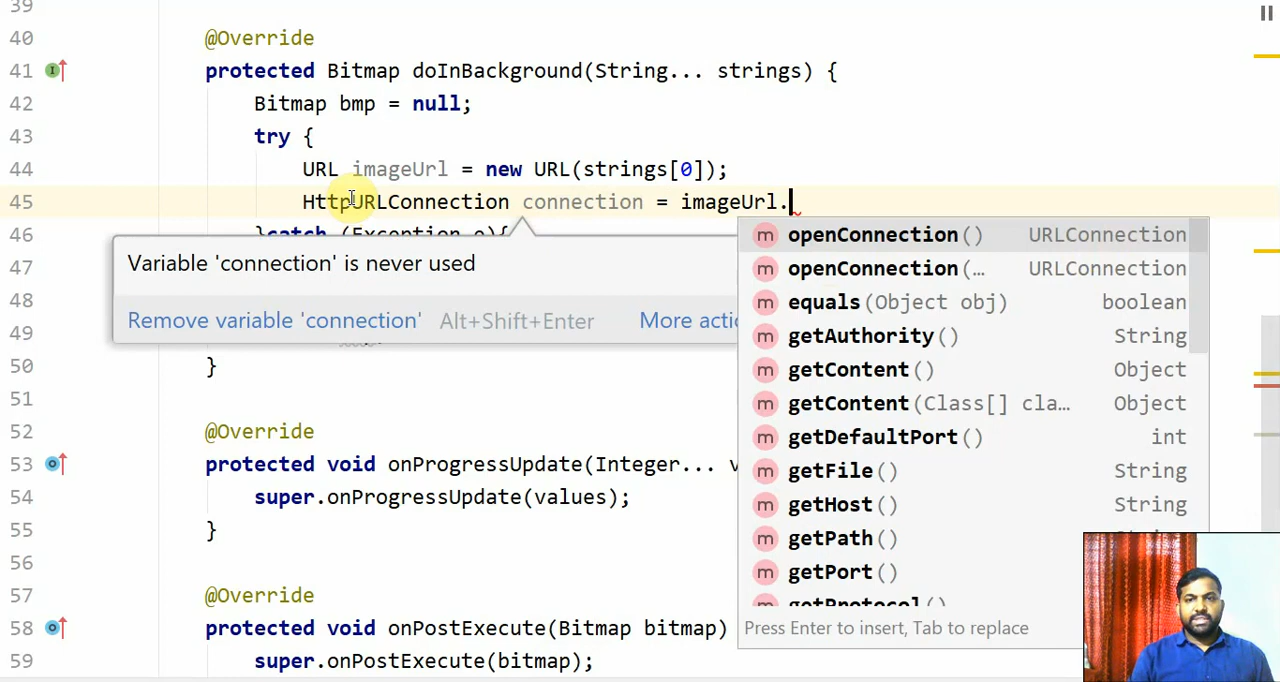 39
40 @Override
41 protected Bitmap doInBackground(String... strings) {
42 Bitmap bmp = null;
43 try {
44 URL imageUrl = new URL(strings[0]);
45 HttpURLConnection connection = imageUrl.
46 }catch (Exception e){
47
48
49
50 }
51
52 @Override
53 protected void onProgressUpdate(Integer... v
54 super.onProgressUpdate(values);
55 }
56
57 @Override
58 protected void onPostExecute(Bitmap bitmap)
59 super.onPostExecute(bitmap);
Variable 'connection' is never used
Remove variable 'connection' Alt+Shift+Enter More actio
m openConnection() URLConnection
m openConnection(… URLConnection
m equals(Object obj) boolean
m getAuthority() String
m getContent() Object
m getContent(Class[] cla… Object
m getDefaultPort() int
m getFile() String
m getHost() String
m getPath()
m getPort()
m getProtocol()
Press Enter to insert, Tab to replace